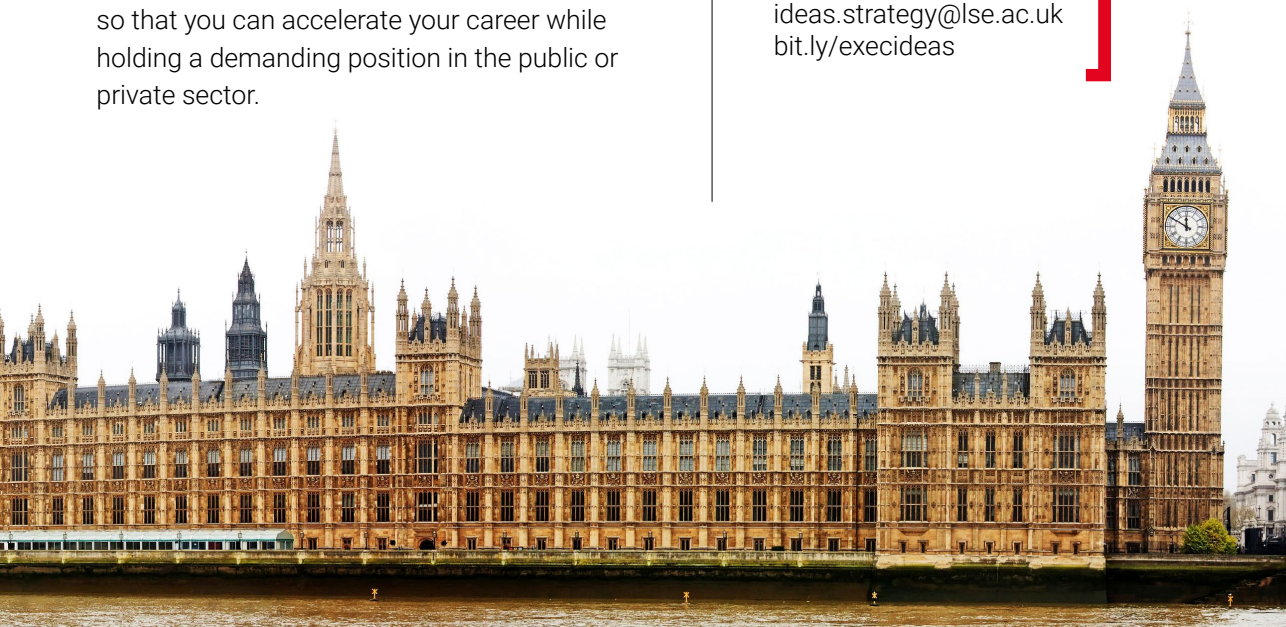 so that you can accelerate your career while
holding a demanding position in the public or
private sector.
ideas.strategy@lse.ac.uk
bit.ly/execideas